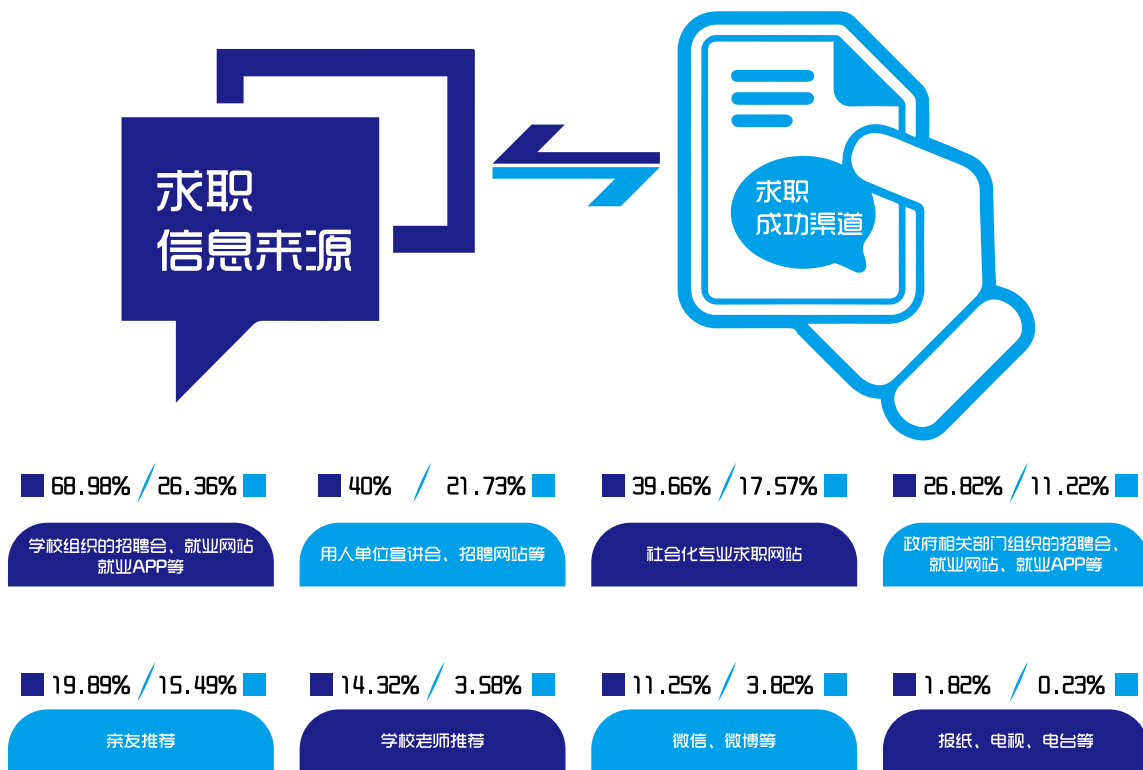 求职
信息来源
求职
成功渠道
68.98% / 26.36%
学校组织的招聘会、就业网站
就业APP等
40% / 21.73%
用人单位宣讲会、招聘网站等
39.66% / 17.57%
社会化专业求职网站
26.82% / 11.22%
政府相关部门组织的招聘会、
就业网站、就业APP等
19.89% / 15.49%
亲友推荐
14.32% / 3.58%
学校老师推荐
11.25% / 3.82%
微信、微博等
1.82% / 0.23%
报纸、电视、电台等